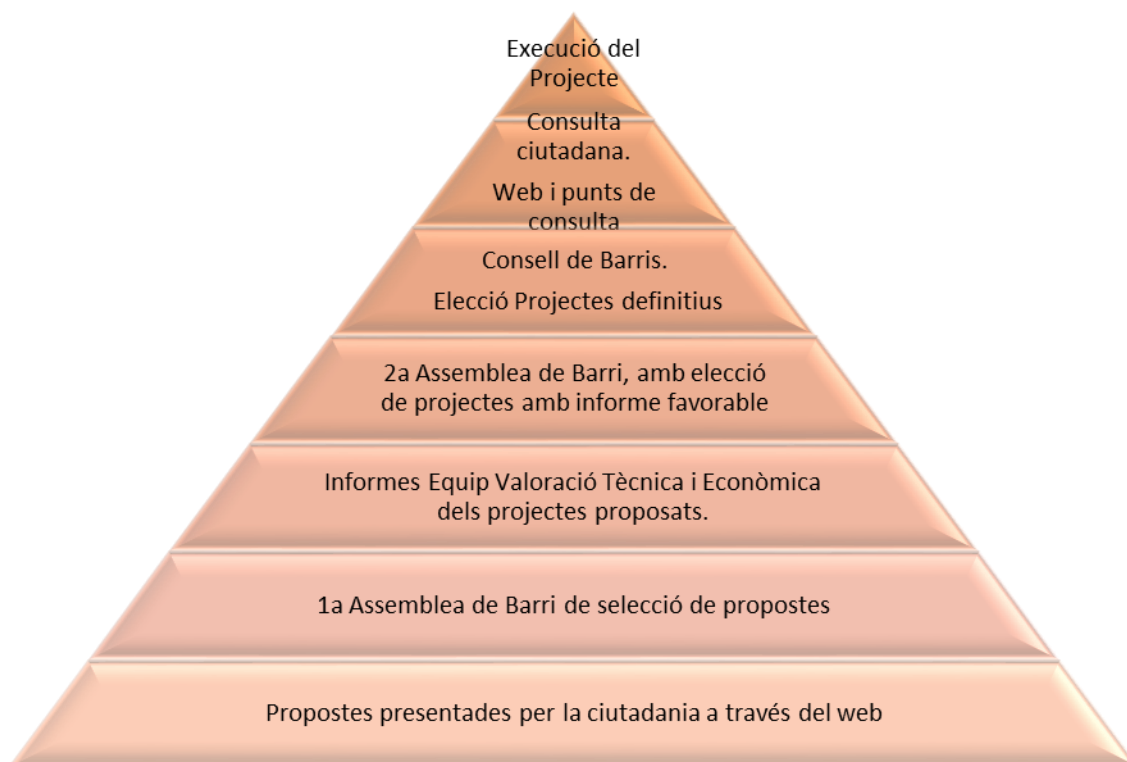 Execució del
Projecte
Consulta
ciutadana.
Web i punts de
consulta
Consell de Barris.
Elecció Projectes definitius
2a Assemblea de Barri, amb elecció
de projectes amb informe favorable
Informes Equip Valoració Tècnica i Econòmica
dels projectes proposats.
1a Assemblea de Barri de selecció de propostes
Propostes presentades per la ciutadania a través del web